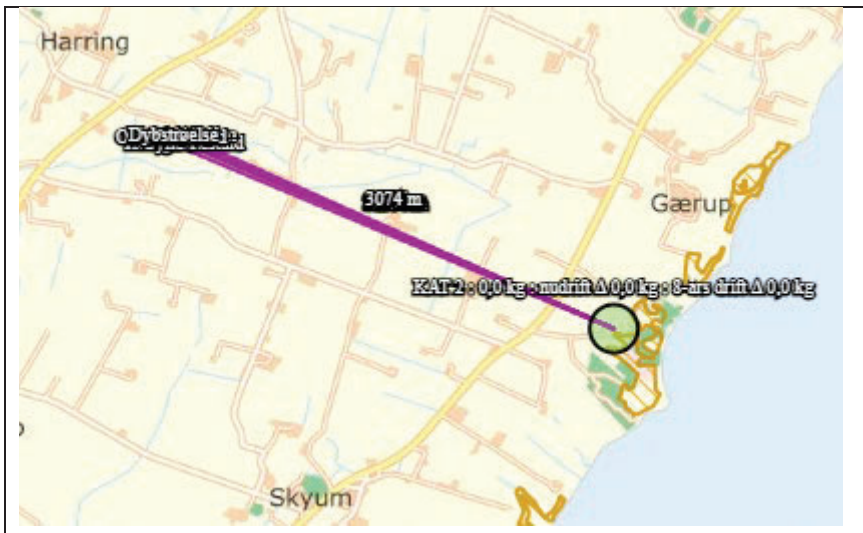 Harring
Dybstrøelse
3074 m
Gærup
KAT-2 : 0,0 kg : nudrift Δ 0,0 kg : 8-års drift Δ 0,0 kg
Skyum